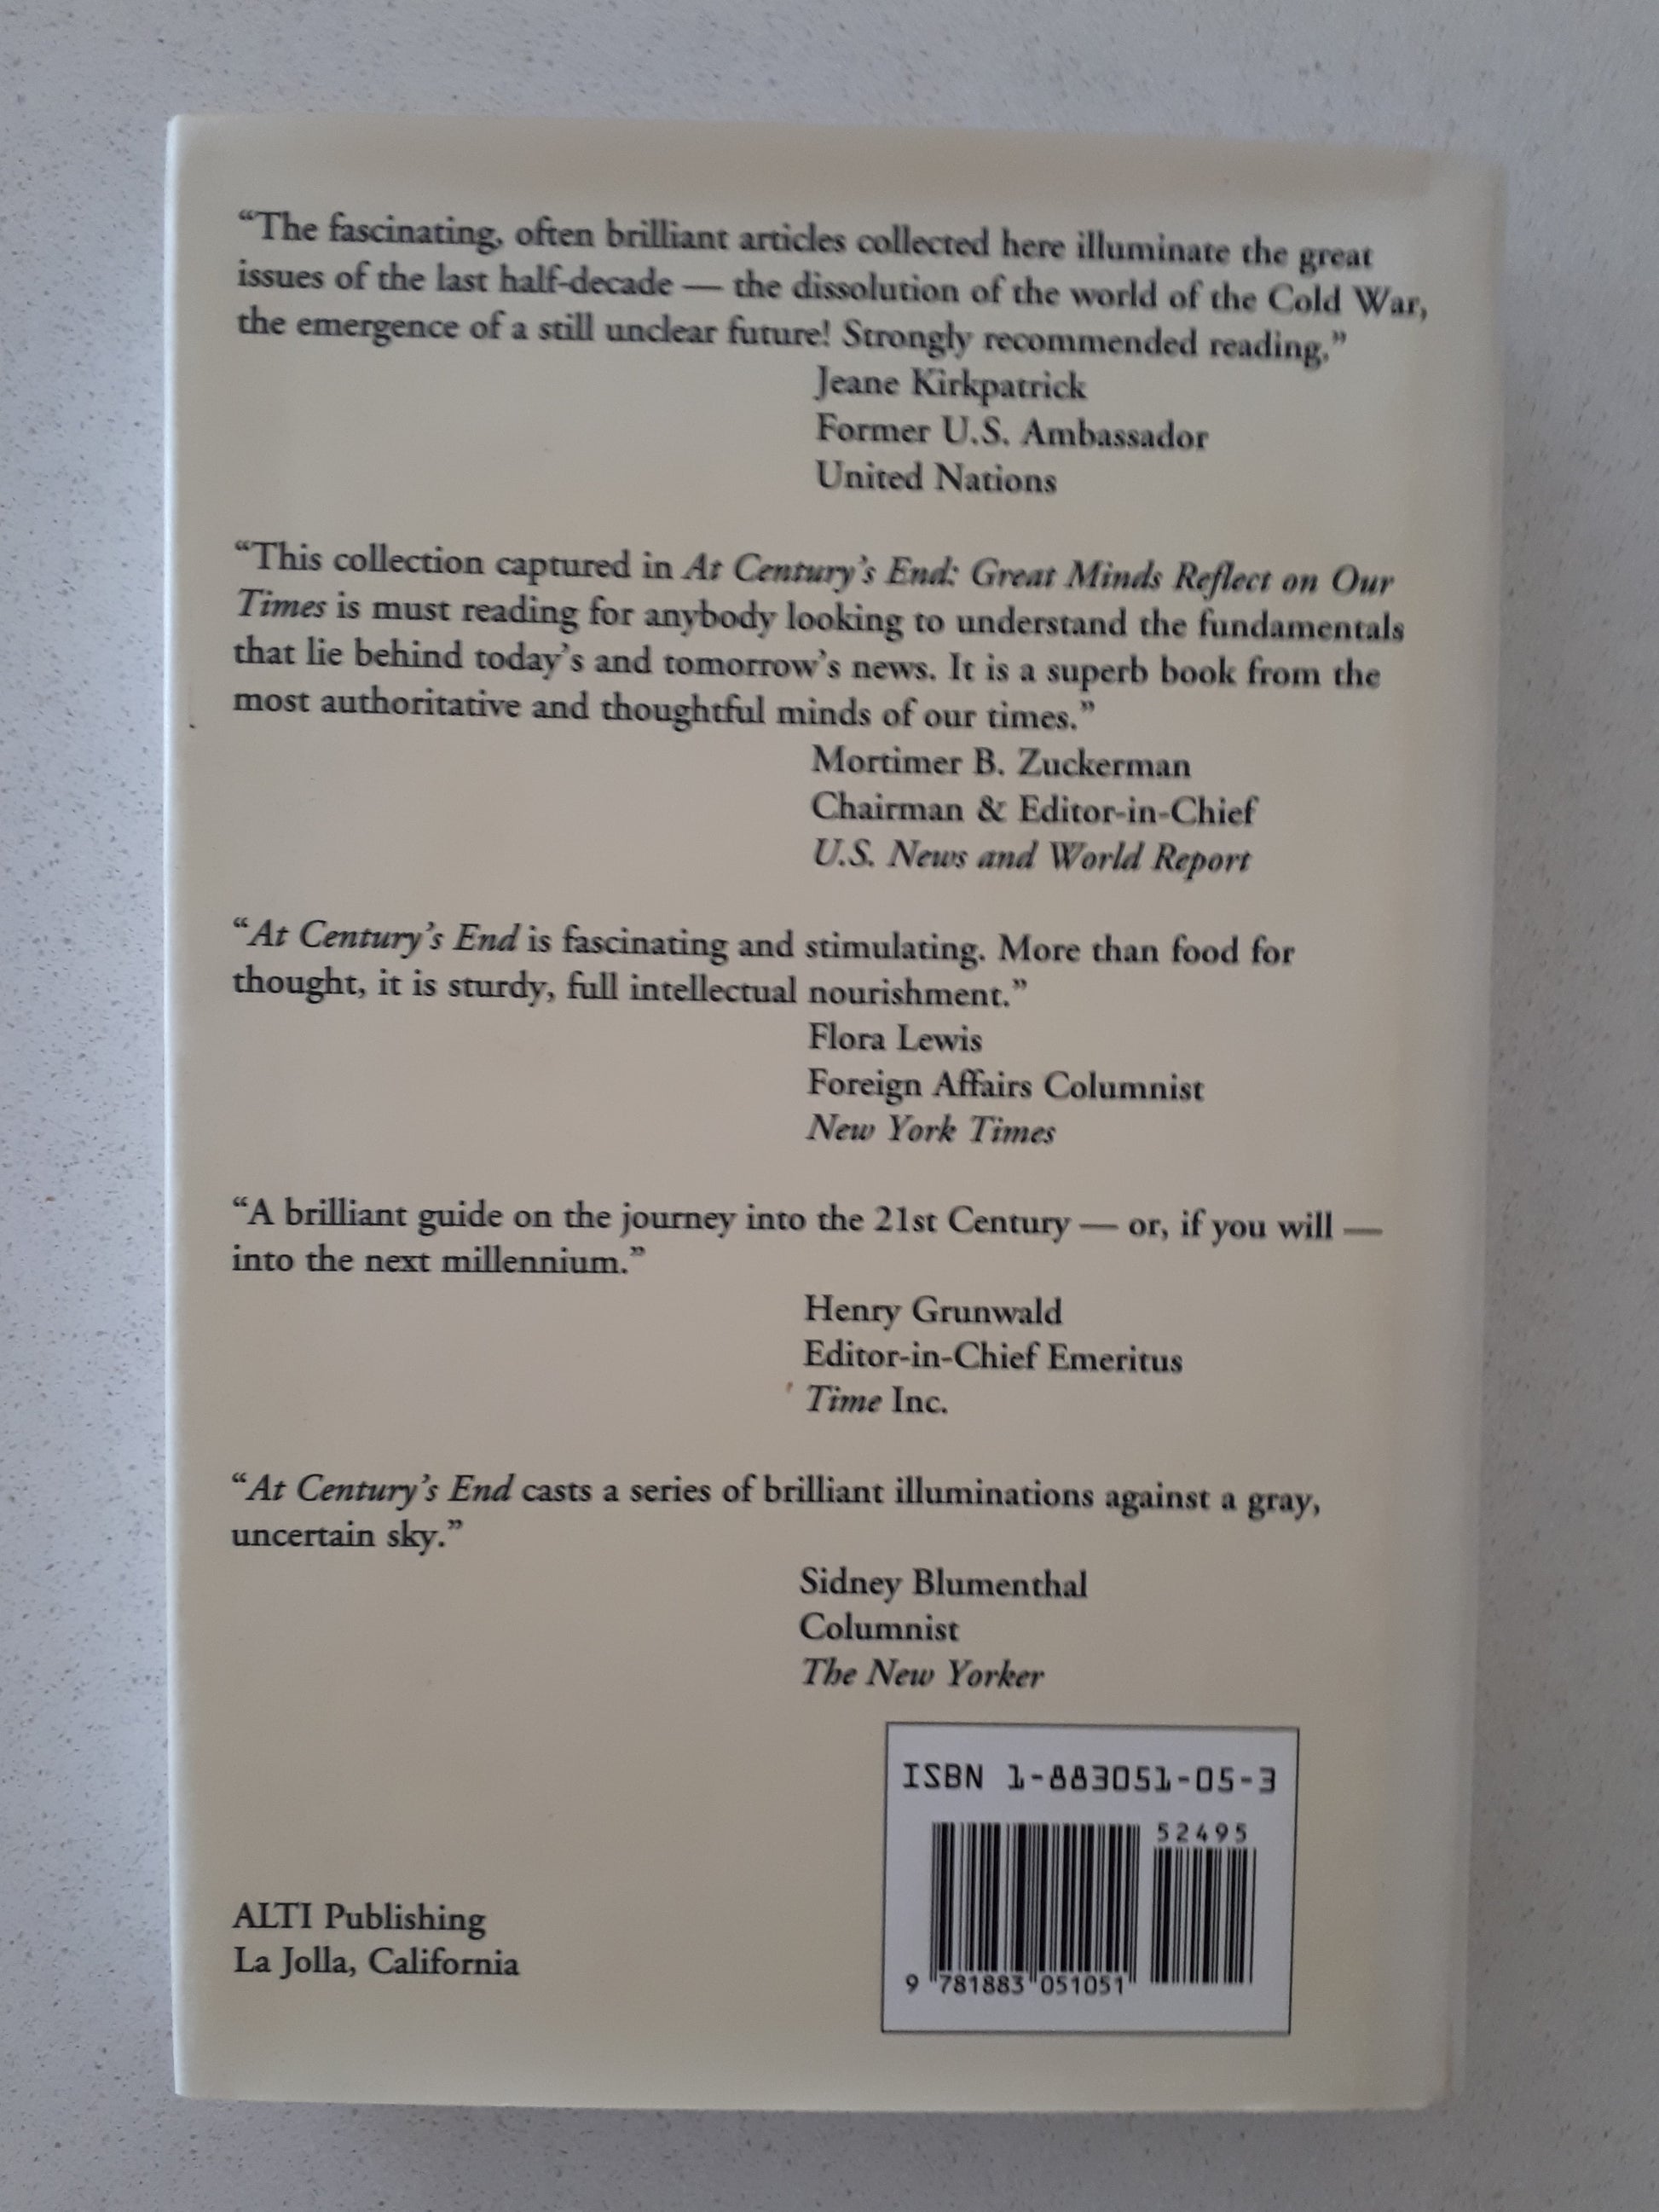 “The fascinating, often brilliant articles collected here illuminate the great
issues of the last half-decade — the dissolution of the world of the Cold War,
the emergence of a still unclear future! Strongly recommended reading.”
Jeane Kirkpatrick
Former U.S. Ambassador
United Nations
“This collection captured in At Century’s End: Great Minds Reflect on Our
Times is must reading for anybody looking to understand the fundamentals
that lie behind today’s and tomorrow’s news. It is a superb book from the
most authoritative and thoughtful minds of our times.”
Mortimer B. Zuckerman
Chairman & Editor-in-Chief
U.S. News and World Report
“At Century’s End is fascinating and stimulating. More than food for
thought, it is sturdy, full intellectual nourishment.”
Flora Lewis
Foreign Affairs Columnist
New York Times
“A brilliant guide on the journey into the 21st Century — or, if you will —
into the next millennium.”
Henry Grunwald
Editor-in-Chief Emeritus
Time Inc.
“At Century’s End casts a series of brilliant illuminations against a gray,
uncertain sky.”
Sidney Blumenthal
Columnist
The New Yorker
ISBN 1-883051-05-3
52495
9 781883 051051
ALTI Publishing
La Jolla, California